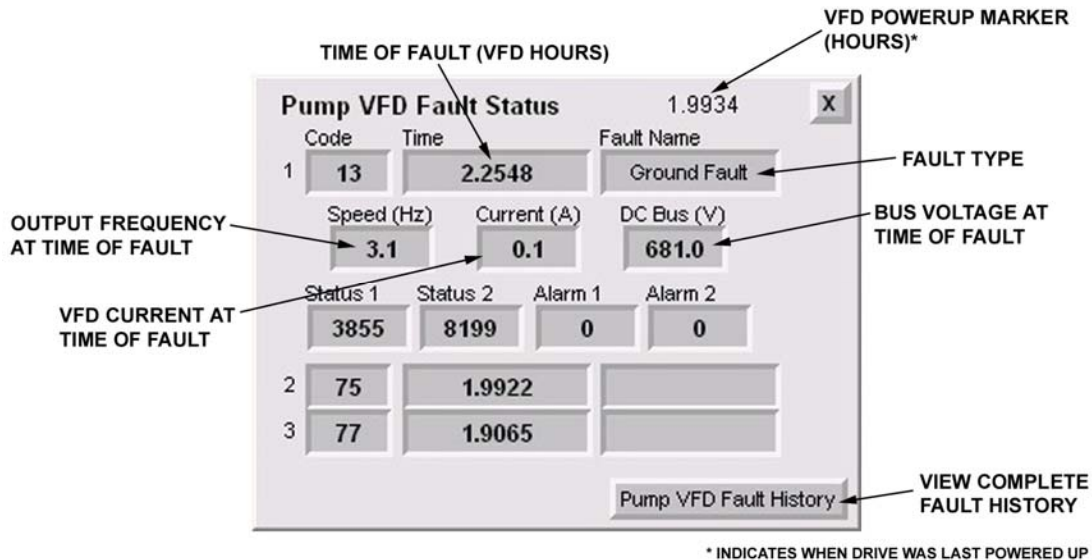 VFD POWERUP MARKER
(HOURS)*
TIME OF FAULT (VFD HOURS)
Pump VFD Fault Status 1.9934 X
Code Time Fault Name
1 13 2.2548 Ground Fault
FAULT TYPE
Speed (Hz) Current (A) DC Bus (V)
3.1 0.1 681.0
OUTPUT FREQUENCY
AT TIME OF FAULT
BUS VOLTAGE AT
TIME OF FAULT
Status 1 Status 2 Alarm 1 Alarm 2
3855 8199 0 0
VFD CURRENT AT
TIME OF FAULT
2 75 1.9922
3 77 1.9065
Pump VFD Fault History
VIEW COMPLETE
FAULT HISTORY
* INDICATES WHEN DRIVE WAS LAST POWERED UP